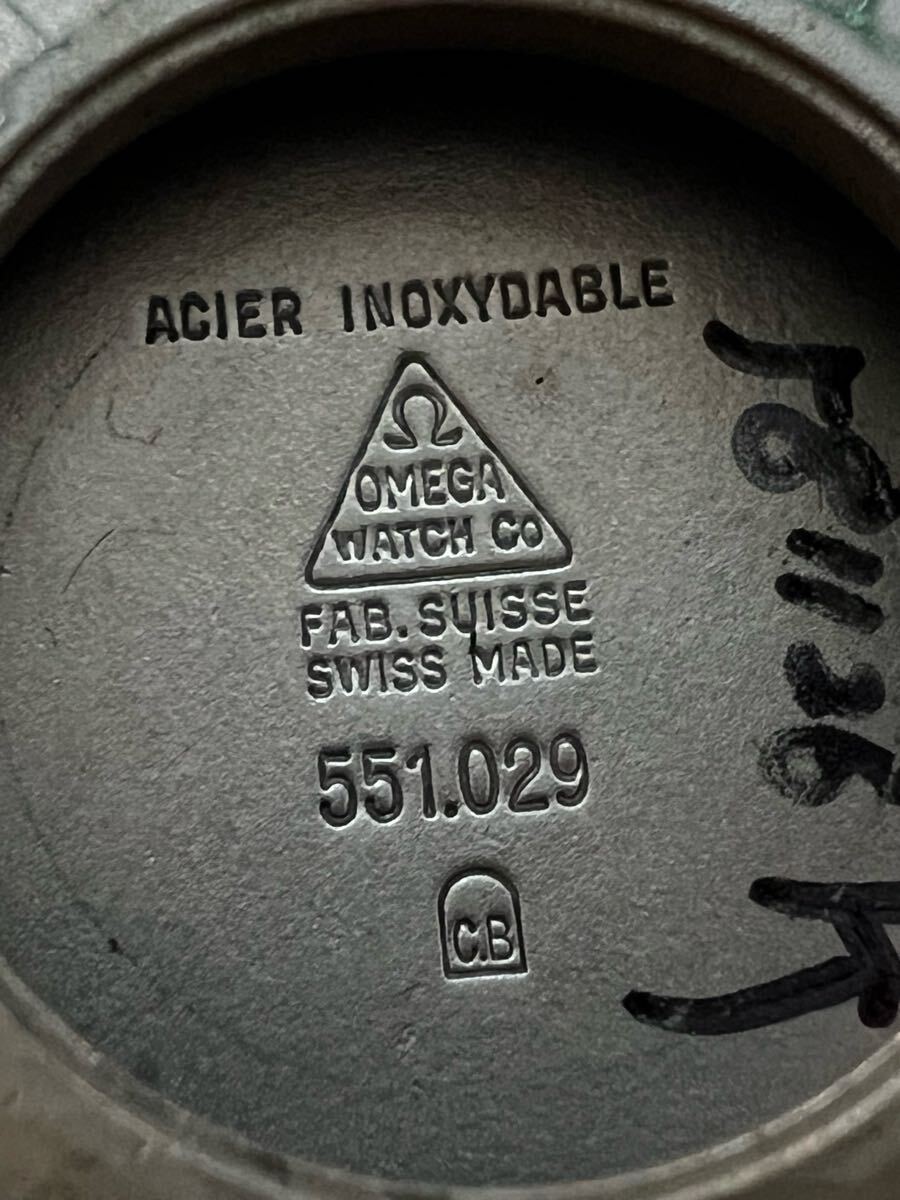 ACIER INOXYDABLE
Ω
OMEGA
WATCH Co
FAB. SUISSE
SWISS MADE
551.029
C.B